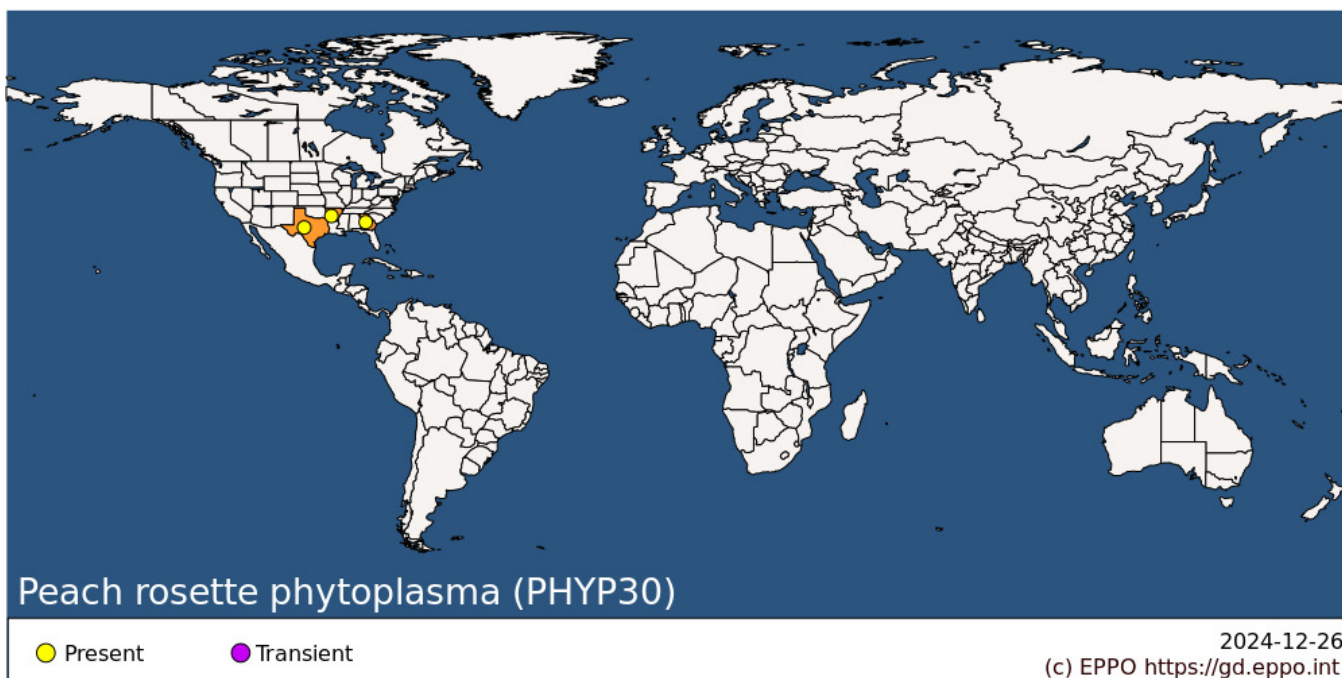 Peach rosette phytoplasma (PHYP30)
Present
Transient
2024-12-26
(c) EPPO https://gd.eppo.int